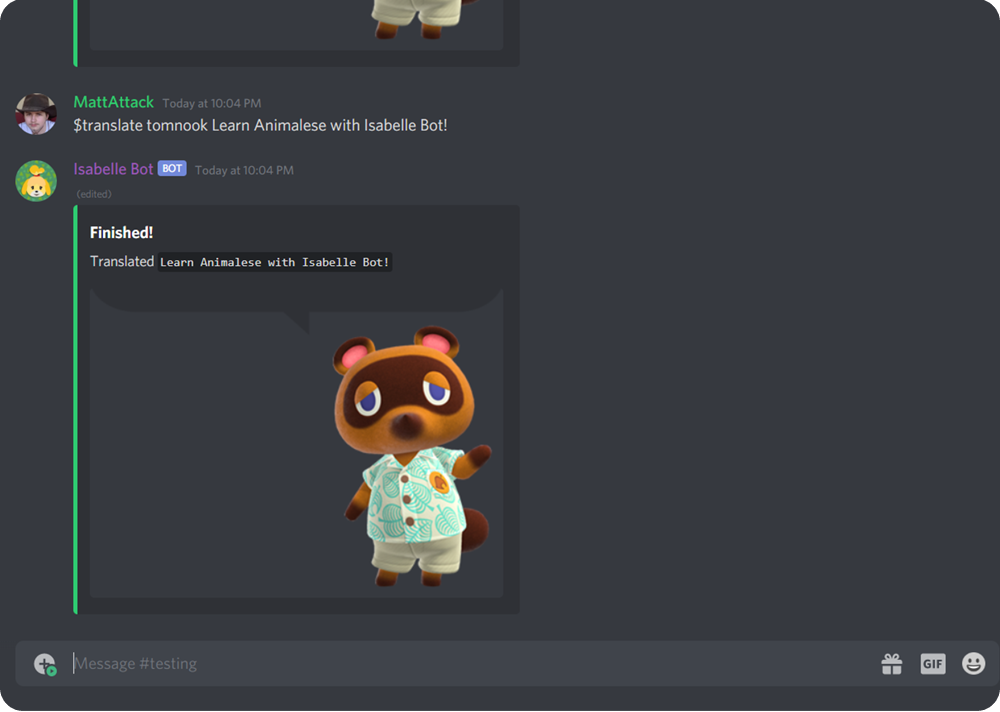 MattAttack Today at 10:04 PM
$translate tomnook Learn Animalese with Isabelle Bot!
Isabelle Bot BOT Today at 10:04 PM
(edited)
Finished!
Translated Learn Animalese with Isabelle Bot!
Message #testing
GIF